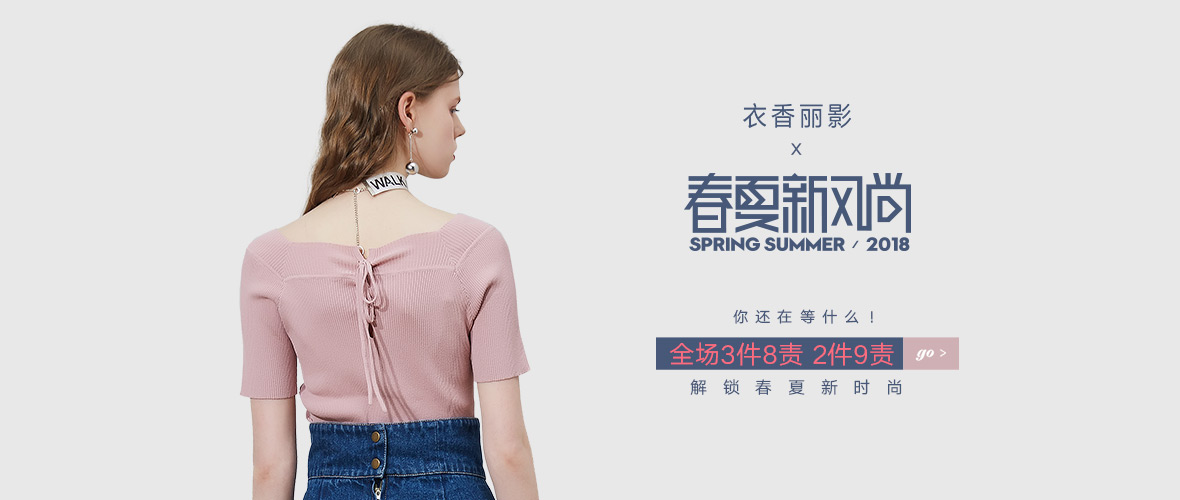 WALK
衣香丽影
x
春夏新风尚
SPRING SUMMER / 2018
你还在等什么!
全场3件8责 2件9责
go >
解锁春夏新时尚